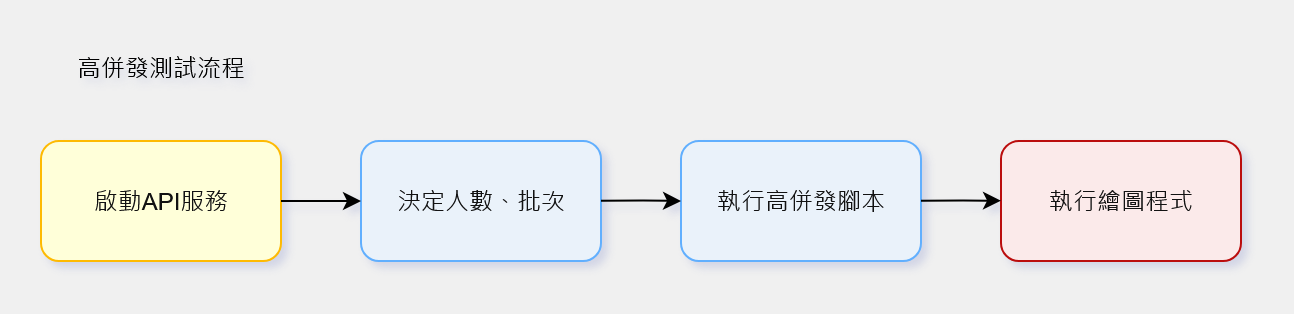 高併發測試流程
啟動API服務
決定人數、批次
執行高併發腳本
執行繪圖程式